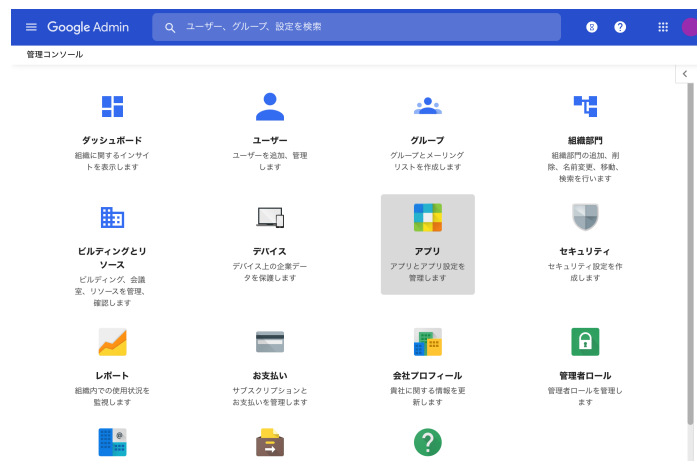 Google Admin
ユーザー、グループ、設定を検索
管理コンソール
ダッシュボード
組織に関するインサイ
トを表示します
ユーザー
ユーザーを追加、管理
します
グループ
グループとメーリング
リストを作成します
組織部門
組織部門の追加、削
除、名前変更、移動、
検索を行います
ビルディングとリ
ソース
ビルディング、会議
室、リソースを管理、
確認します
デバイス
デバイス上の企業デー
タを保護します
アプリ
アプリとアプリ設定を
管理します
セキュリティ
セキュリティ設定を作
成します
レポート
組織内での使用状況を
監視します
お支払い
サブスクリプションと
お支払いを管理します
会社プロフィール
貴社に関する情報を更
新します
管理者ロール
管理者ロールを管理し
ます